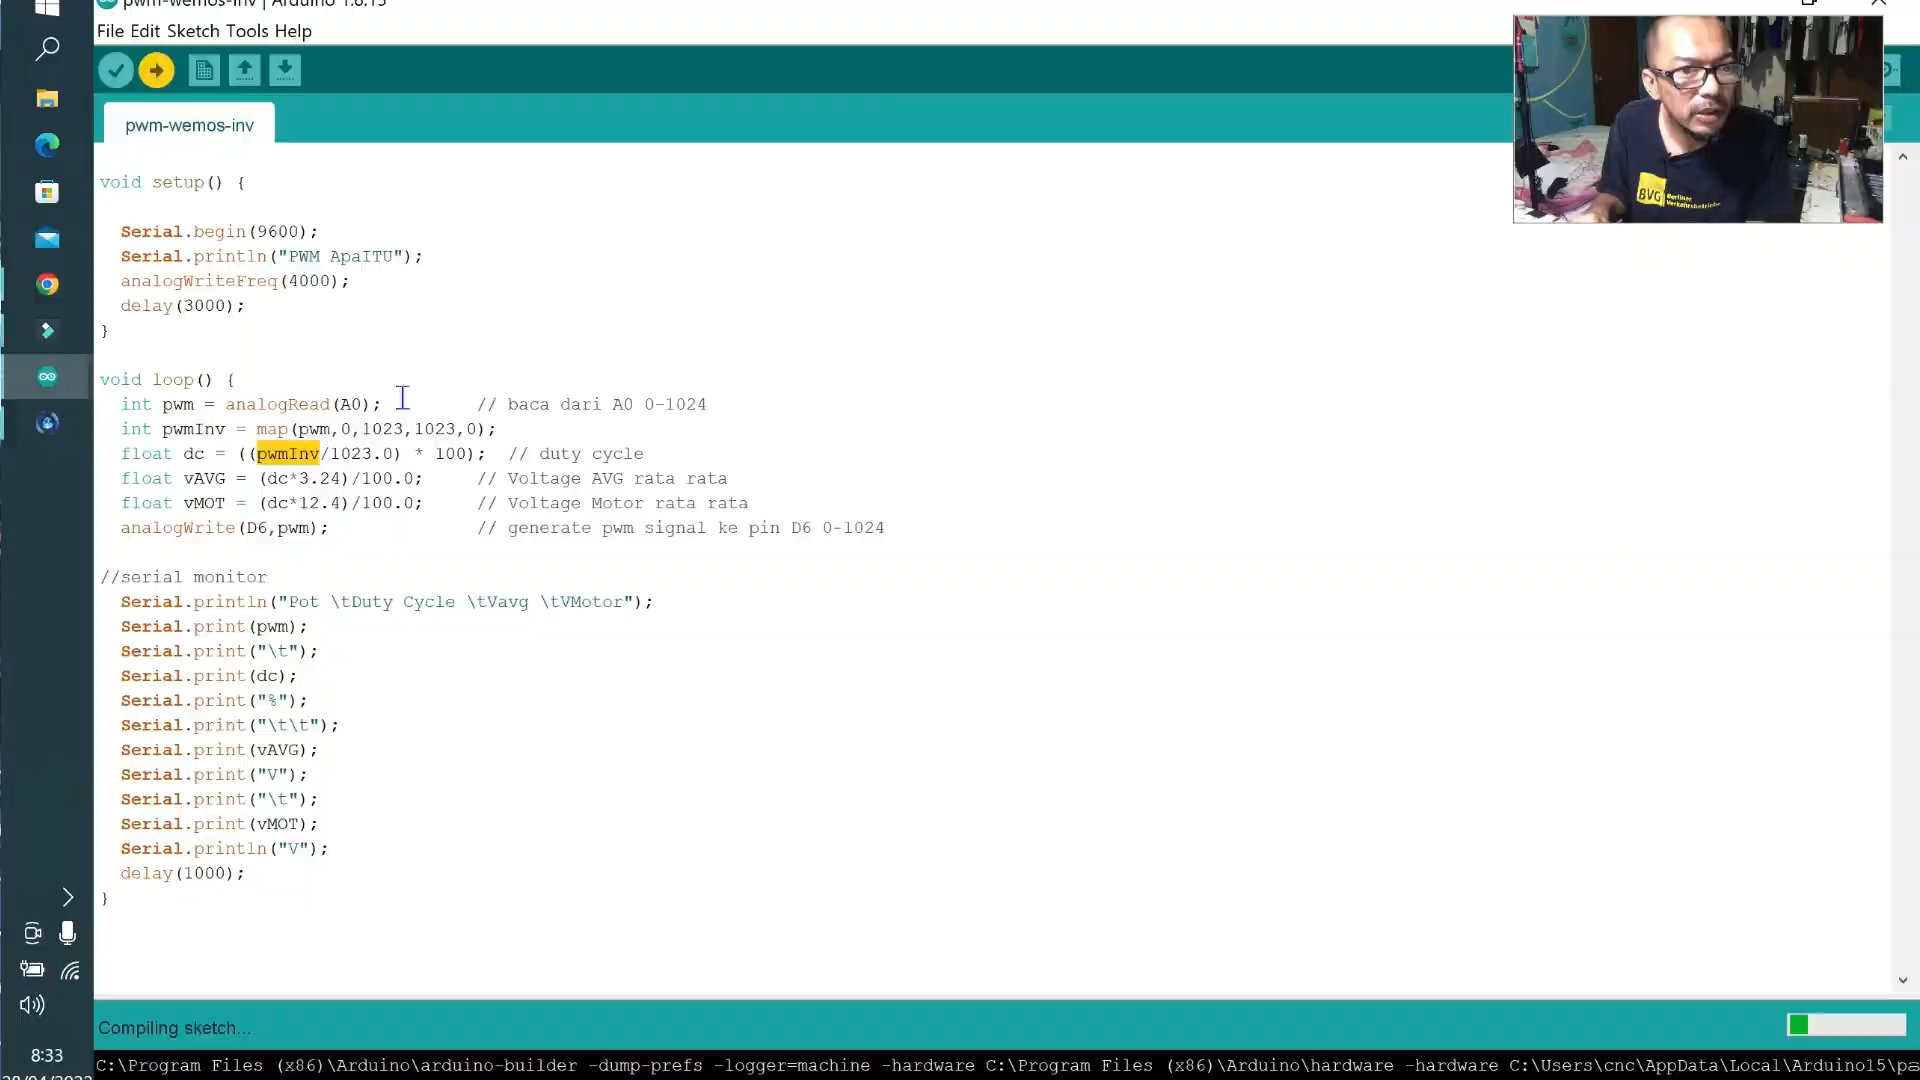 pwm-wemos-inv | Arduino 1.8.15
File Edit Sketch Tools Help
pwm-wemos-inv
void setup() {
Serial.begin(9600);
Serial.println("PWM ApaITU");
analogWriteFreq(4000);
delay(3000);
}
void loop() {
int pwm = analogRead(A0); // baca dari A0 0-1024
int pwmInv = map(pwm,0,1023,1023,0);
float dc = ((pwmInv/1023.0) * 100); // duty cycle
float vAVG = (dc*3.24)/100.0; // Voltage AVG rata rata
float vMOT = (dc*12.4)/100.0; // Voltage Motor rata rata
analogWrite(D6,pwm); // generate pwm signal ke pin D6 0-1024
//serial monitor
Serial.println("Pot \tDuty Cycle \tVavg \tVMotor");
Serial.print(pwm);
Serial.print("\t");
Serial.print(dc);
Serial.print("%");
Serial.print("\t\t");
Serial.print(vAVG);
Serial.print("V");
Serial.print("\t");
Serial.print(vMOT);
Serial.println("V");
delay(1000);
}
BVG Berliner
Verkehrsbetriebe
Compiling sketch...
8:33
C:\Program Files (x86)\Arduino\arduino-builder -dump-prefs -logger=machine -hardware C:\Program Files (x86)\Arduino\hardware -hardware C:\Users\cnc\AppData\Local\Arduino15\pa